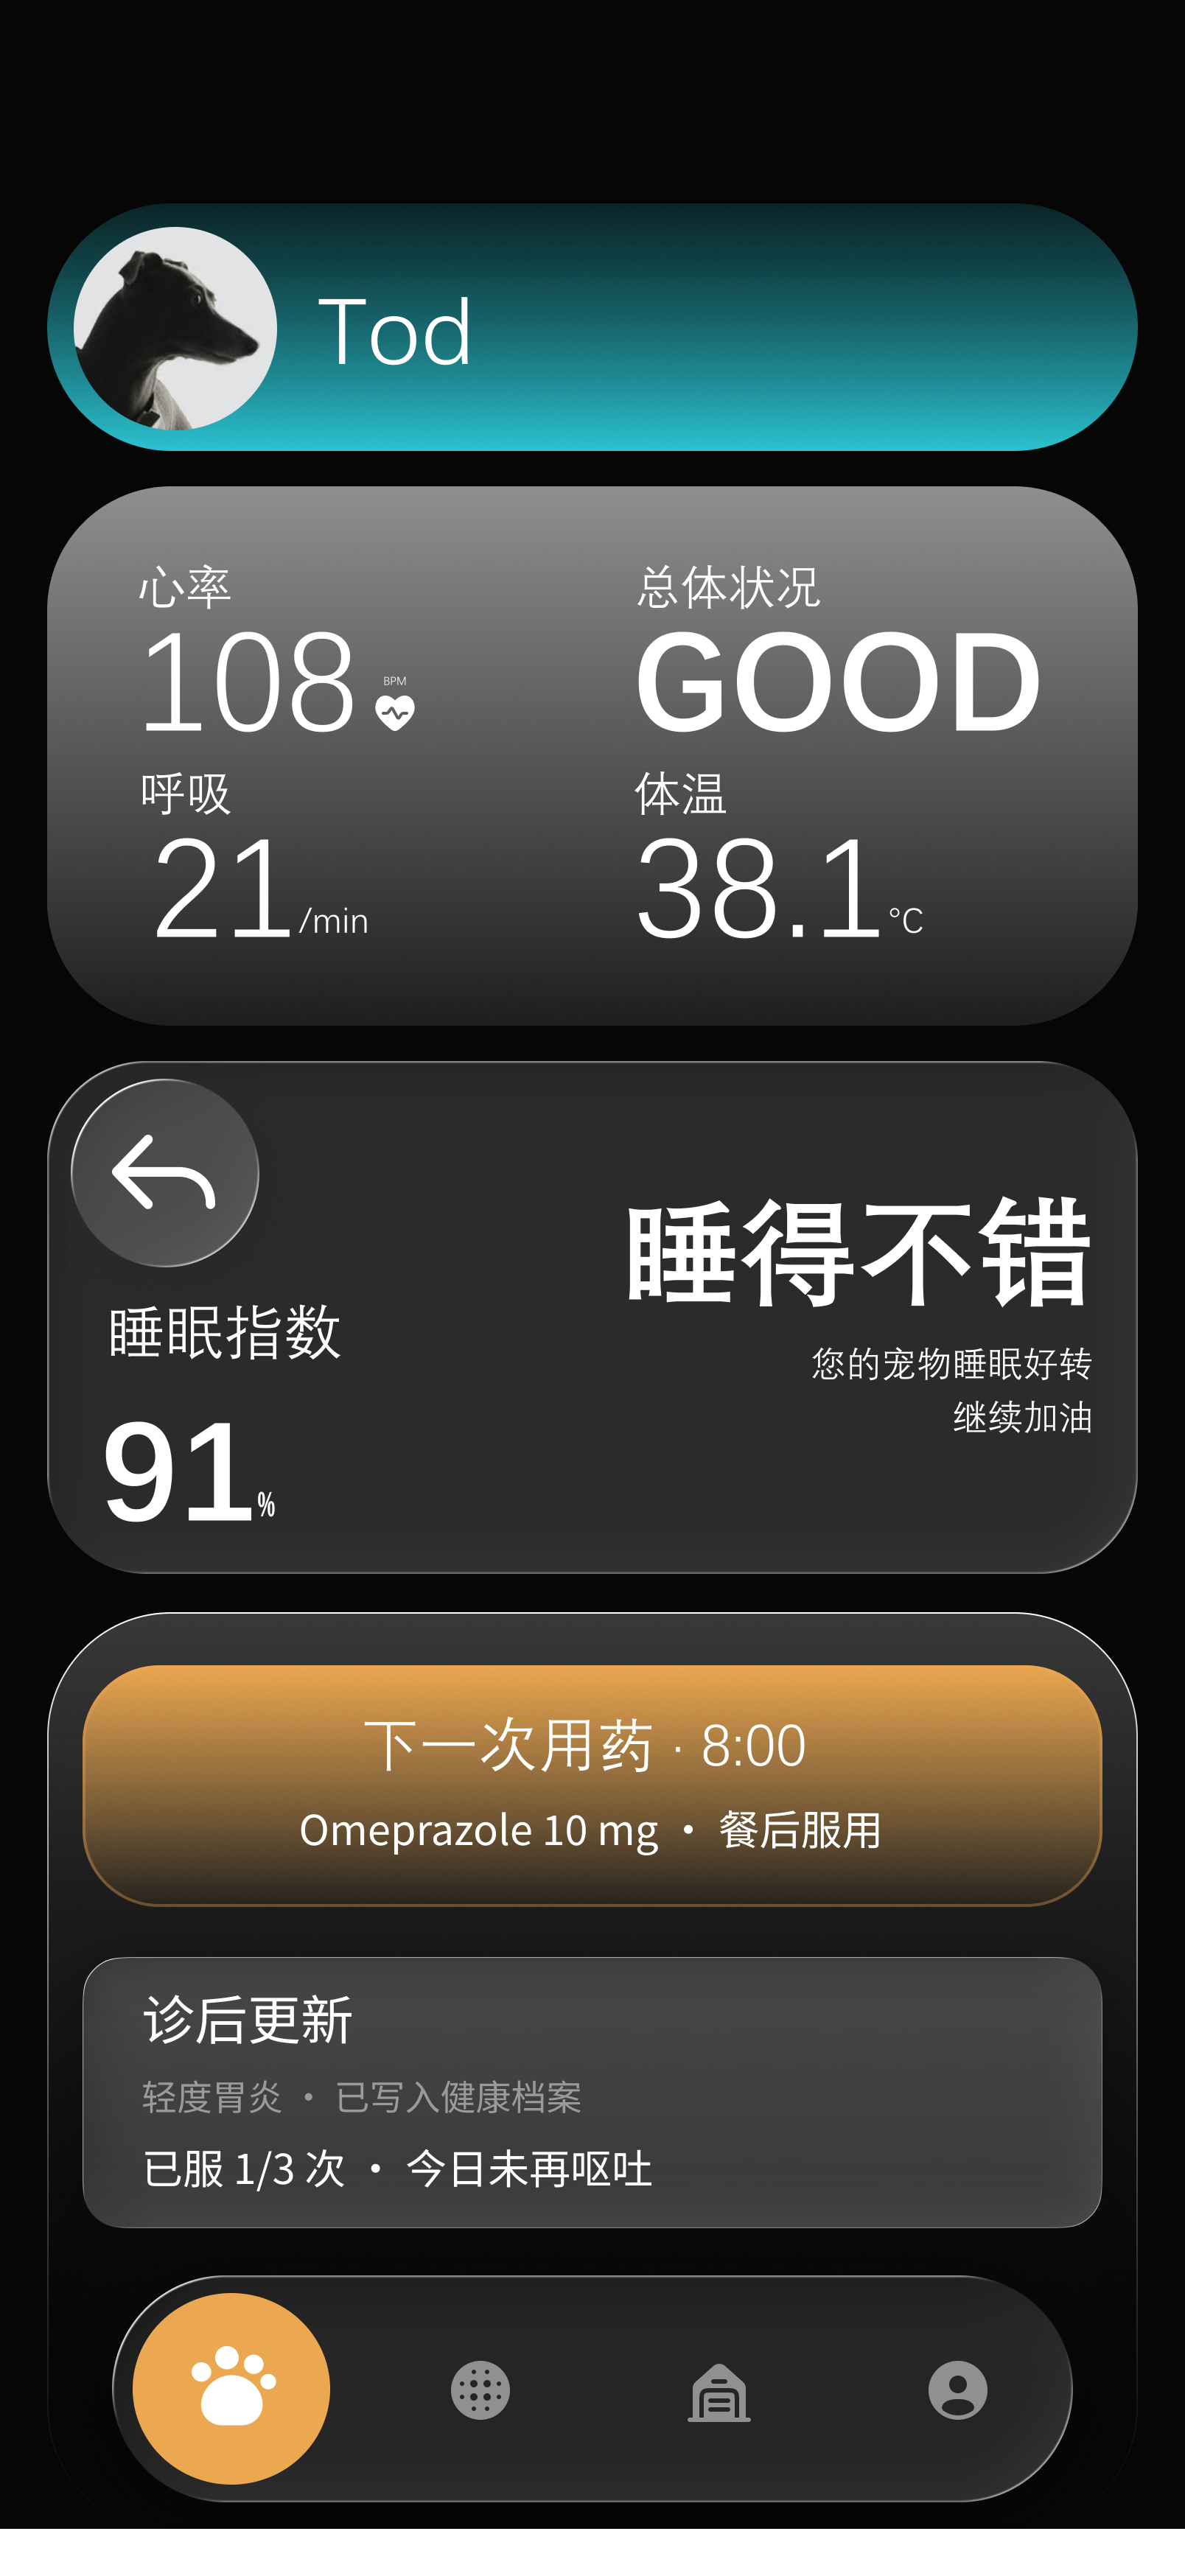 Tod
心率
108 BPM
总体状况
GOOD
呼吸
21/min
体温
38.1°C
睡眠指数
91%
睡得不错
您的宠物睡眠好转
继续加油
下一次用药 · 8:00
Omeprazole 10 mg · 餐后服用
诊后更新
轻度胃炎 · 已写入健康档案
已服 1/3 次 · 今日未再呕吐